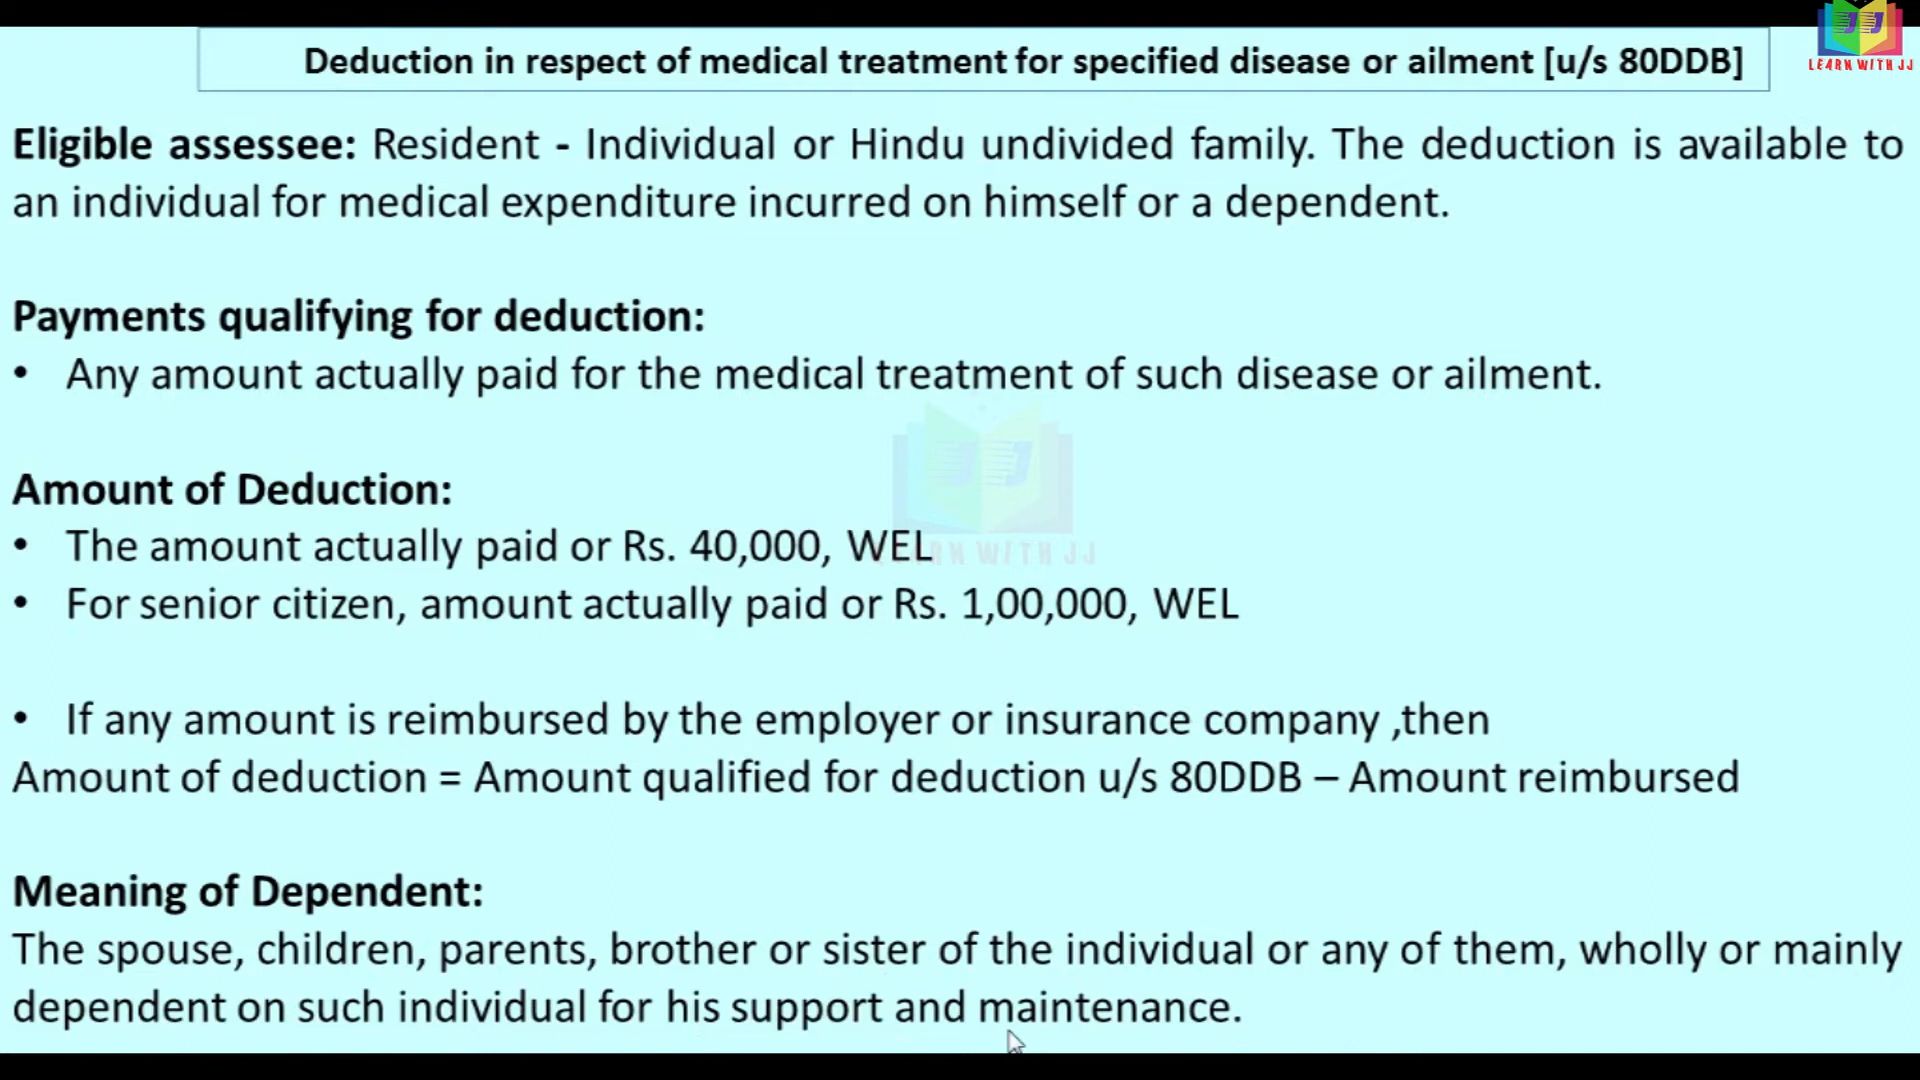 Deduction in respect of medical treatment for specified disease or ailment [u/s 80DDB]
LEARN WITH JJ
Eligible assessee: Resident - Individual or Hindu undivided family. The deduction is available to
an individual for medical expenditure incurred on himself or a dependent.
Payments qualifying for deduction:
• Any amount actually paid for the medical treatment of such disease or ailment.
Amount of Deduction:
• The amount actually paid or Rs. 40,000, WEL
LEARN WITH JJ
• For senior citizen, amount actually paid or Rs. 1,00,000, WEL
• If any amount is reimbursed by the employer or insurance company ,then
Amount of deduction = Amount qualified for deduction u/s 80DDB – Amount reimbursed
Meaning of Dependent:
The spouse, children, parents, brother or sister of the individual or any of them, wholly or mainly
dependent on such individual for his support and maintenance.